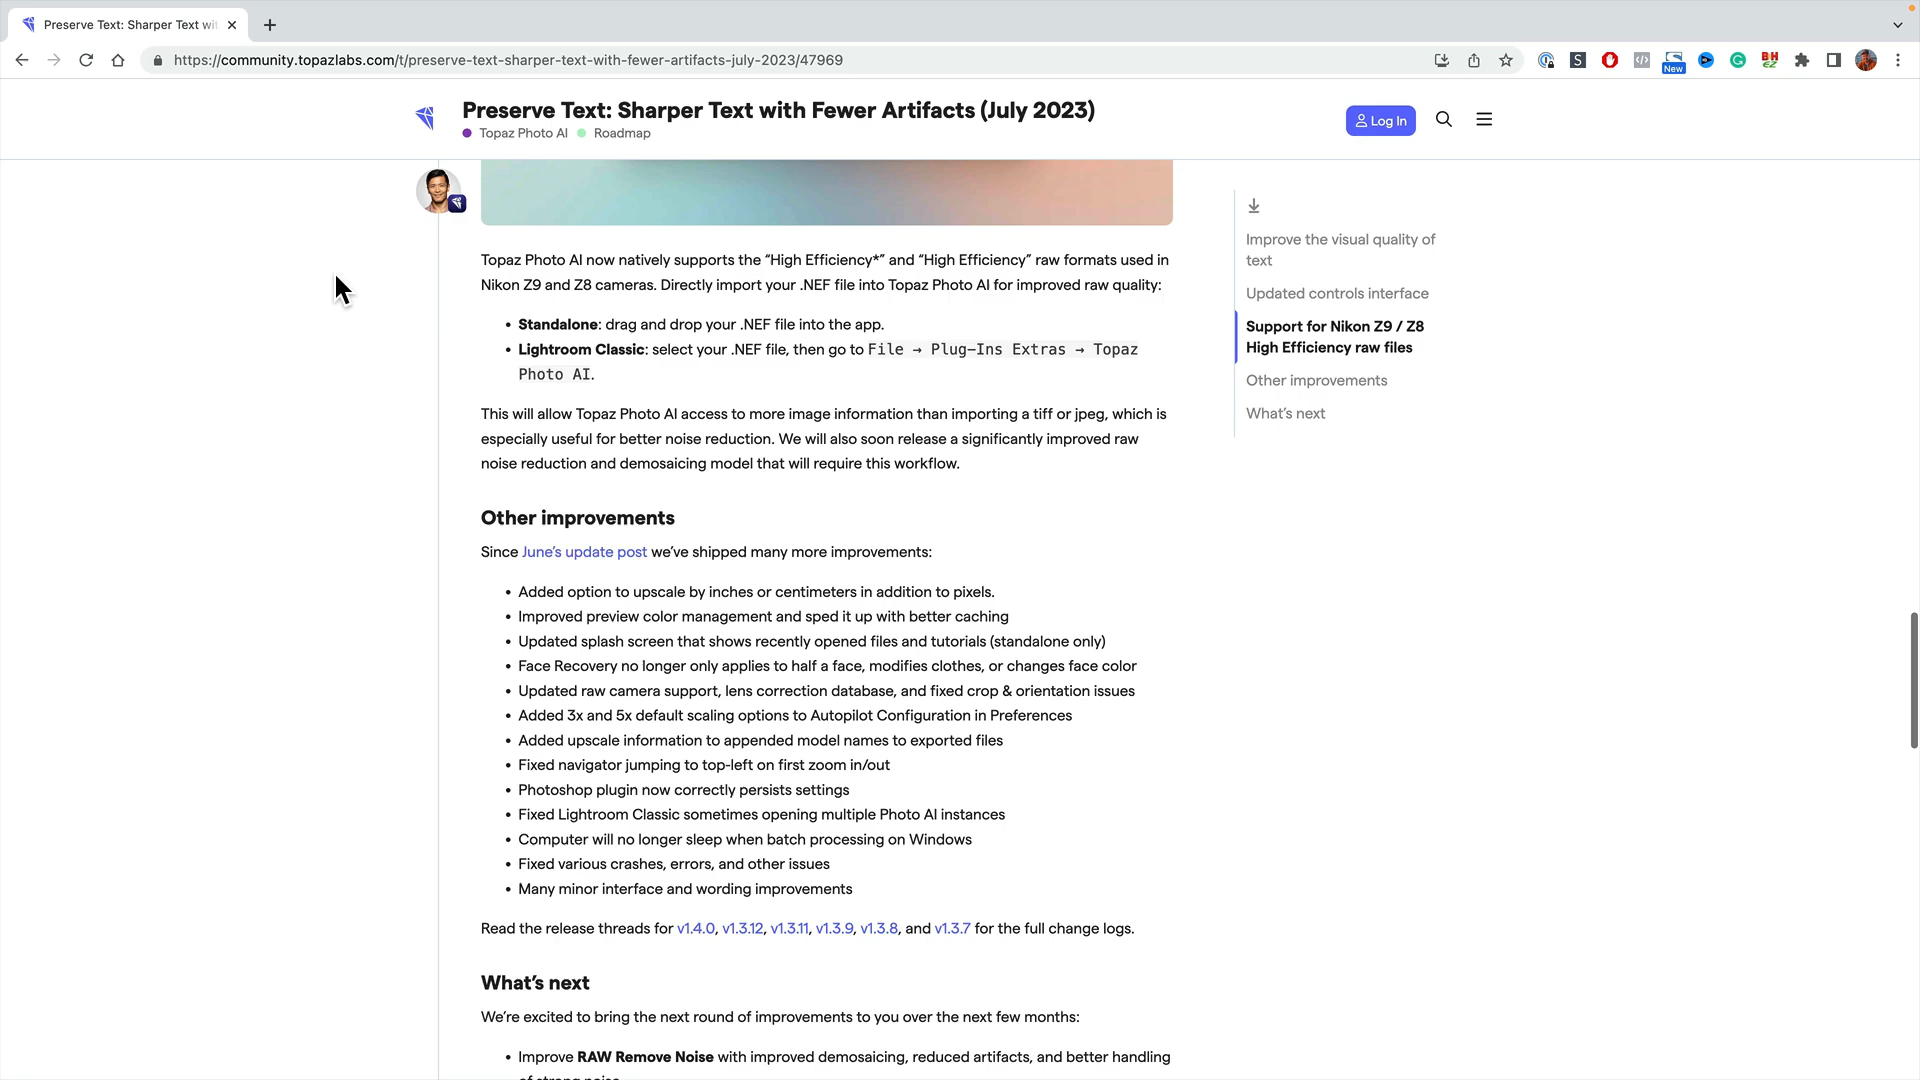 Preserve Text: Sharper Text wit
https://community.topazlabs.com/t/preserve-text-sharper-text-with-fewer-artifacts-july-2023/47969
New
BH
EZ
Preserve Text: Sharper Text with Fewer Artifacts (July 2023)
Topaz Photo AI Roadmap
Log In
Topaz Photo AI now natively supports the “High Efficiency*” and “High Efficiency” raw formats used in
Nikon Z9 and Z8 cameras. Directly import your .NEF file into Topaz Photo AI for improved raw quality:
• Standalone: drag and drop your .NEF file into the app.
• Lightroom Classic: select your .NEF file, then go to File → Plug-Ins Extras → Topaz
Photo AI.
This will allow Topaz Photo AI access to more image information than importing a tiff or jpeg, which is
especially useful for better noise reduction. We will also soon release a significantly improved raw
noise reduction and demosaicing model that will require this workflow.
Other improvements
Since June’s update post we’ve shipped many more improvements:
• Added option to upscale by inches or centimeters in addition to pixels.
• Improved preview color management and sped it up with better caching
• Updated splash screen that shows recently opened files and tutorials (standalone only)
• Face Recovery no longer only applies to half a face, modifies clothes, or changes face color
• Updated raw camera support, lens correction database, and fixed crop & orientation issues
• Added 3x and 5x default scaling options to Autopilot Configuration in Preferences
• Added upscale information to appended model names to exported files
• Fixed navigator jumping to top-left on first zoom in/out
• Photoshop plugin now correctly persists settings
• Fixed Lightroom Classic sometimes opening multiple Photo AI instances
• Computer will no longer sleep when batch processing on Windows
• Fixed various crashes, errors, and other issues
• Many minor interface and wording improvements
Read the release threads for v1.4.0, v1.3.12, v1.3.11, v1.3.9, v1.3.8, and v1.3.7 for the full change logs.
What’s next
We’re excited to bring the next round of improvements to you over the next few months:
• Improve RAW Remove Noise with improved demosaicing, reduced artifacts, and better handling
of strong noise
Improve the visual quality of
text
Updated controls interface
Support for Nikon Z9 / Z8
High Efficiency raw files
Other improvements
What’s next